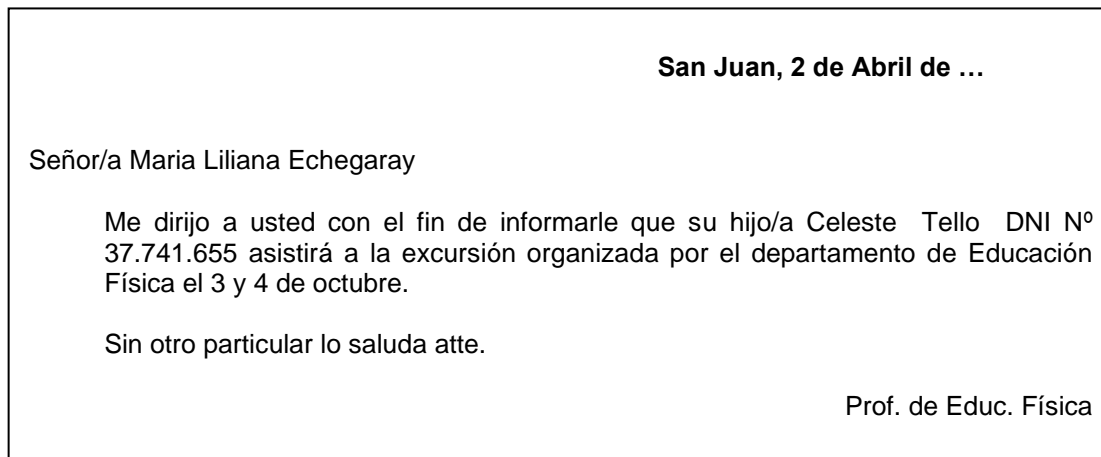 San Juan, 2 de Abril de …
Señor/a Maria Liliana Echegaray
Me dirijo a usted con el fin de informarle que su hijo/a Celeste Tello DNI Nº
37.741.655 asistirá a la excursión organizada por el departamento de Educación
Física el 3 y 4 de octubre.
Sin otro particular lo saluda atte.
Prof. de Educ. Física